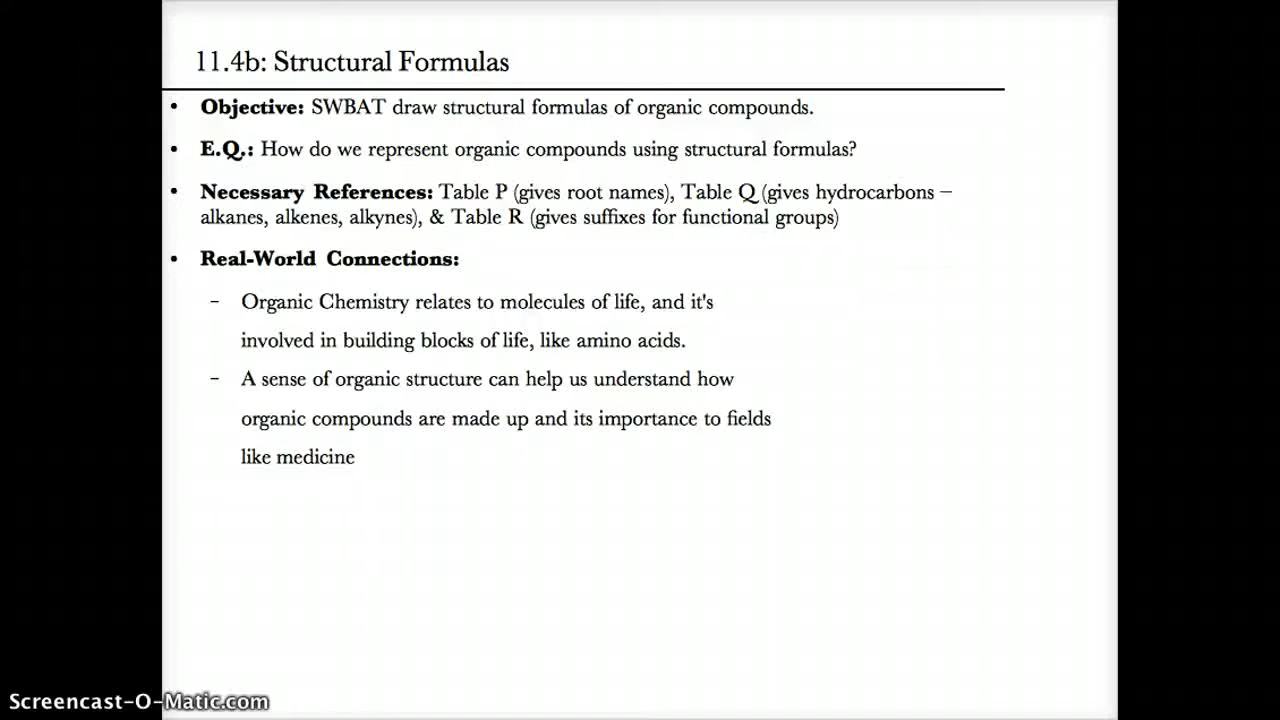 11.4b: Structural Formulas
• Objective: SWBAT draw structural formulas of organic compounds.
• E.Q.: How do we represent organic compounds using structural formulas?
• Necessary References: Table P (gives root names), Table Q (gives hydrocarbons –
alkanes, alkenes, alkynes), & Table R (gives suffixes for functional groups)
• Real-World Connections:
– Organic Chemistry relates to molecules of life, and it's
involved in building blocks of life, like amino acids.
– A sense of organic structure can help us understand how
organic compounds are made up and its importance to fields
like medicine
Screencast-O-Matic.com